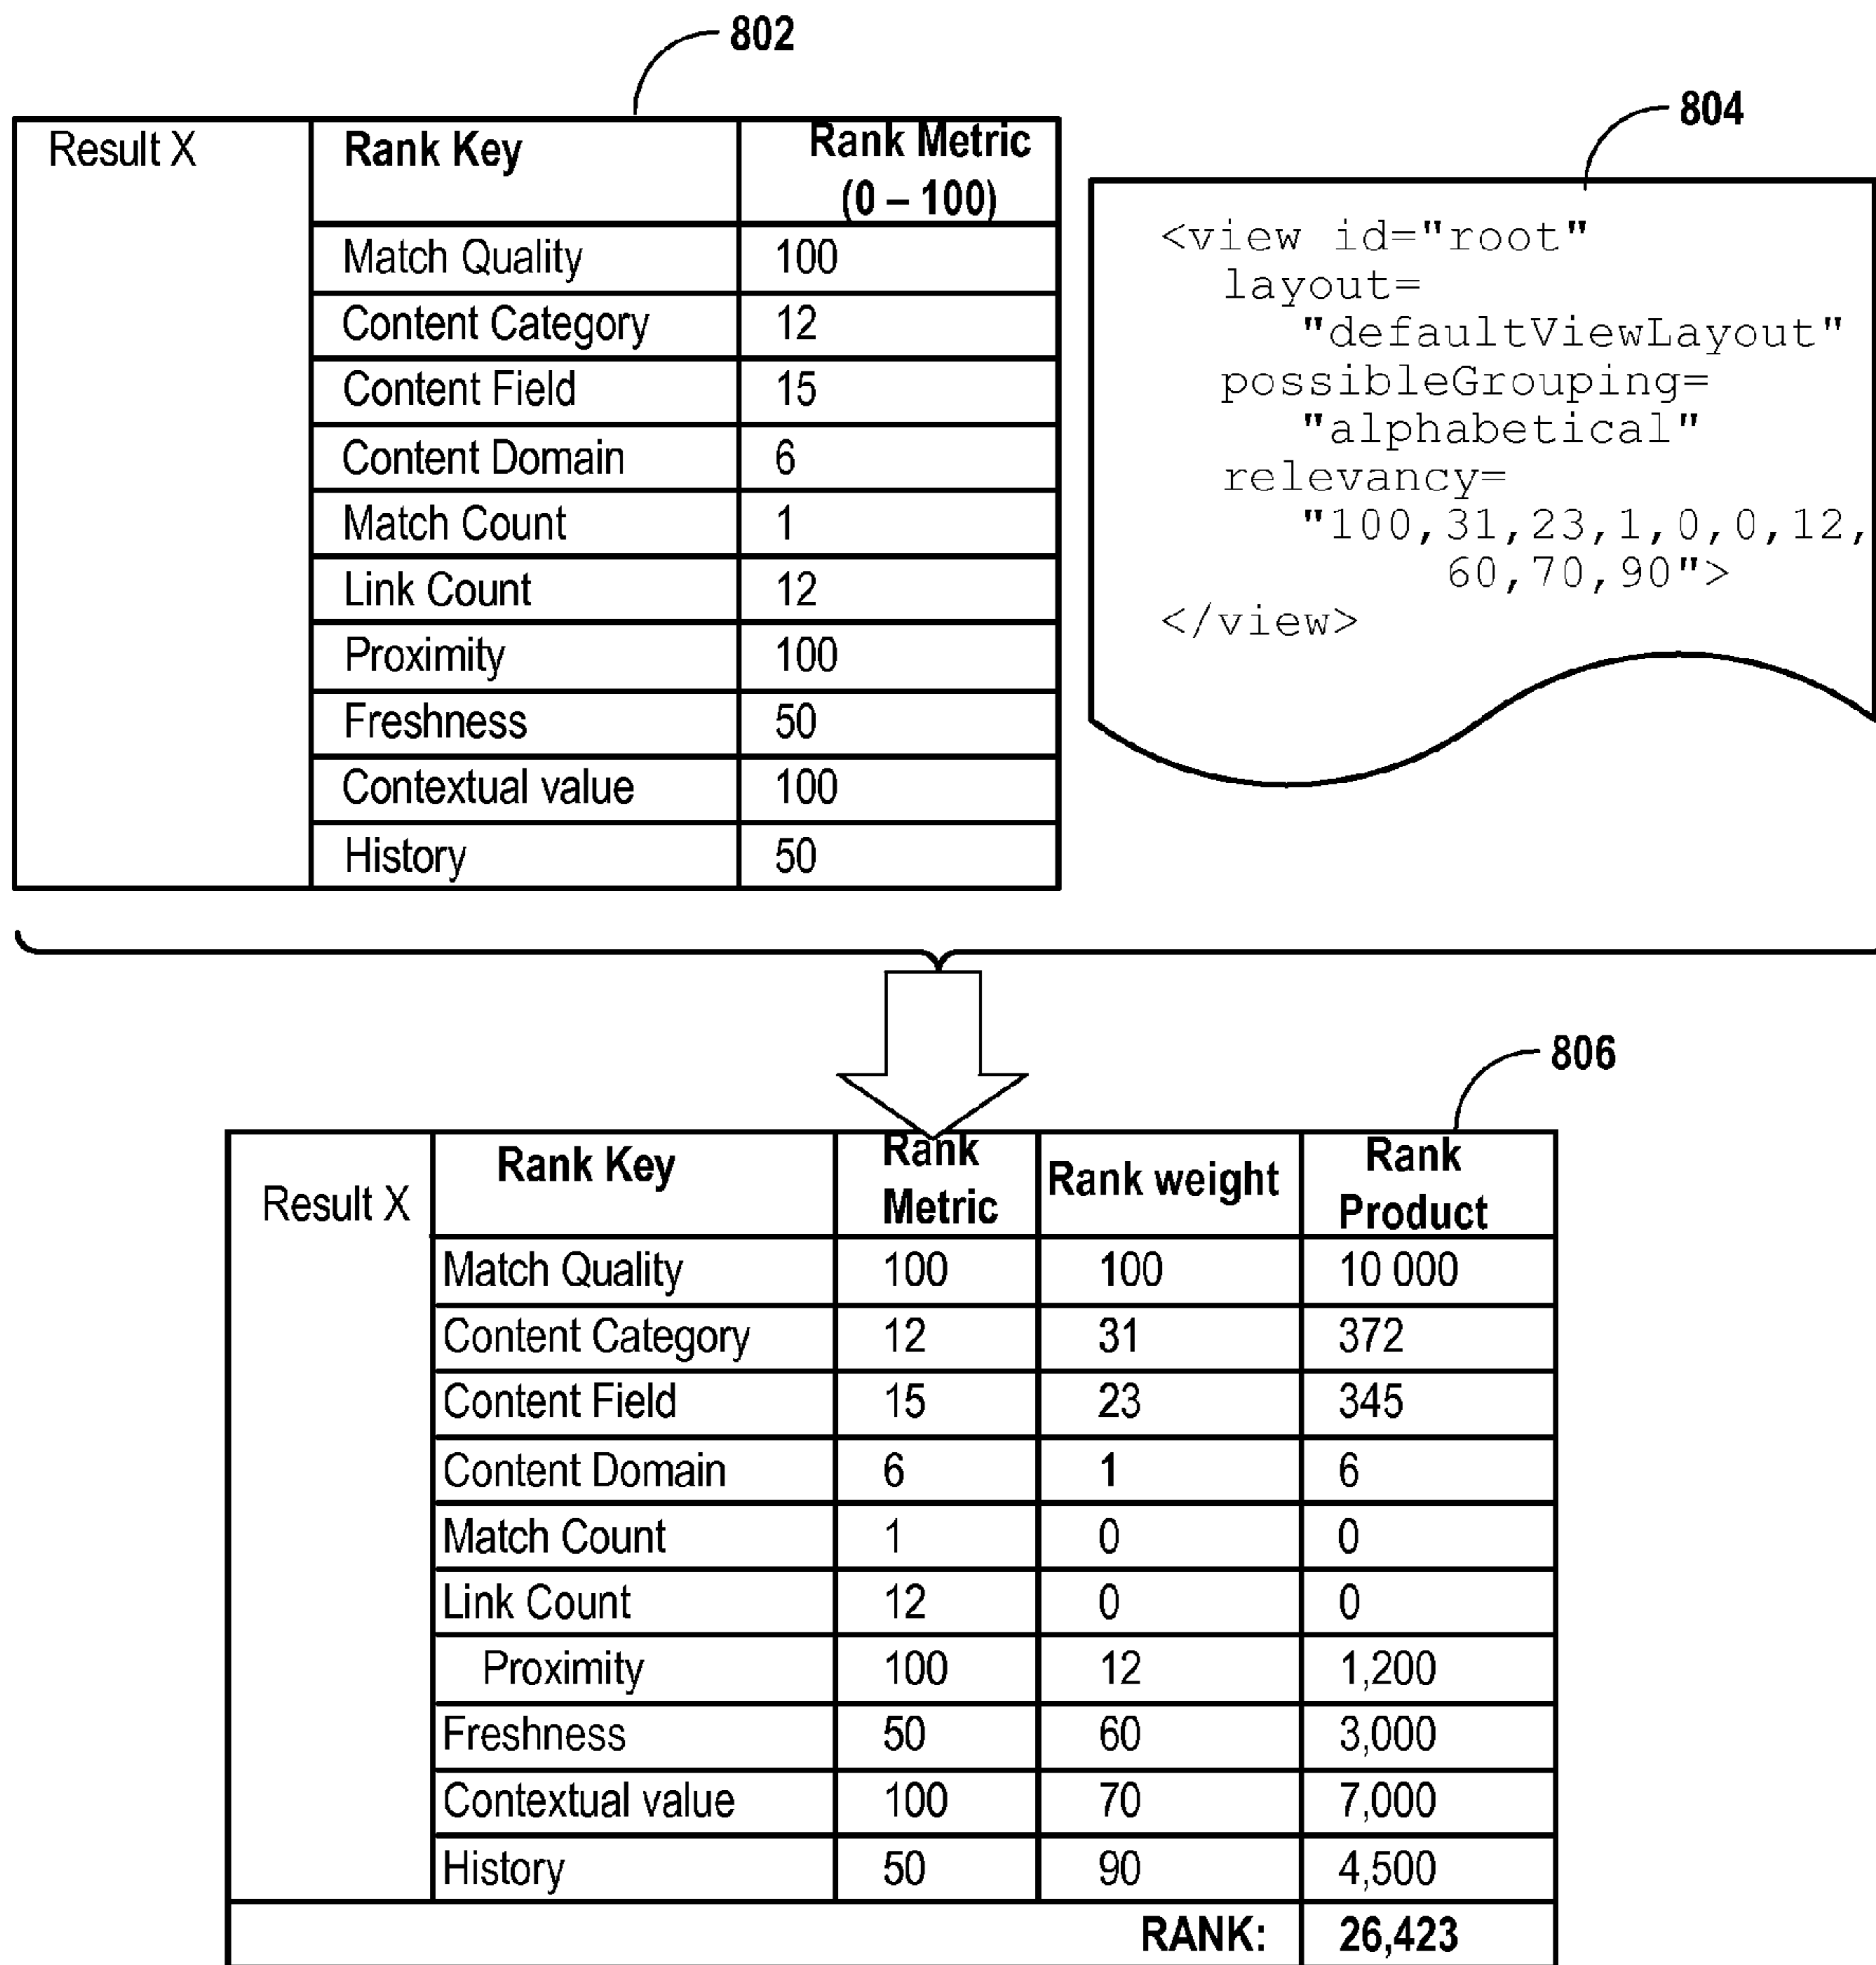 802
Result X Rank Key Rank Metric
(0 – 100)
Match Quality 100
Content Category 12
Content Field 15
Content Domain 6
Match Count 1
Link Count 12
Proximity 100
Freshness 50
Contextual value 100
History 50
804
<view id="root"
layout=
"defaultViewLayout"
possibleGrouping=
"alphabetical"
relevancy=
"100,31,23,1,0,0,12,
60,70,90">
</view>
806
Result X Rank Key Rank Metric Rank weight Rank Product
Match Quality 100 100 10 000
Content Category 12 31 372
Content Field 15 23 345
Content Domain 6 1 6
Match Count 1 0 0
Link Count 12 0 0
Proximity 100 12 1,200
Freshness 50 60 3,000
Contextual value 100 70 7,000
History 50 90 4,500
RANK: 26,423